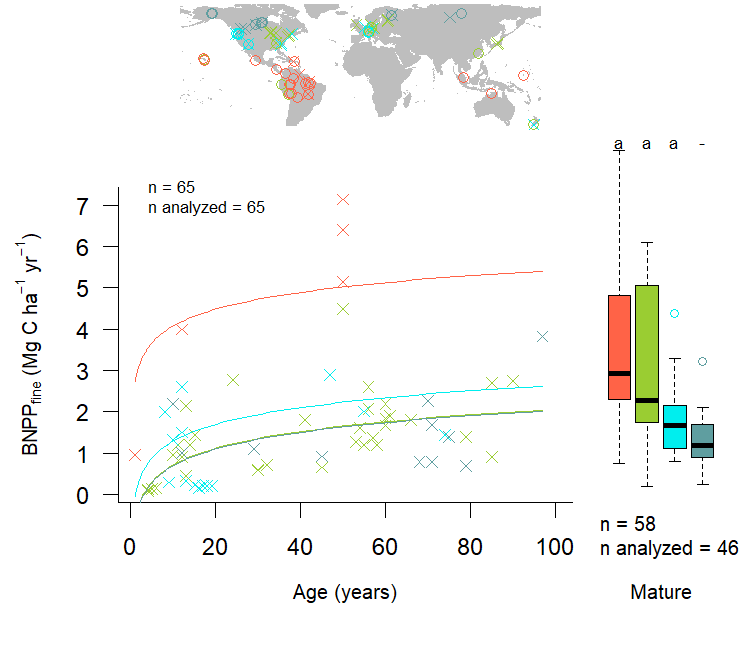 a a a -
n = 65
n analyzed = 65
7
6
5
4
3
2
1
0
BNPPfine (Mg C ha−1 yr−1)
0 20 40 60 80 100
Age (years)
n = 58
n analyzed = 46
Mature